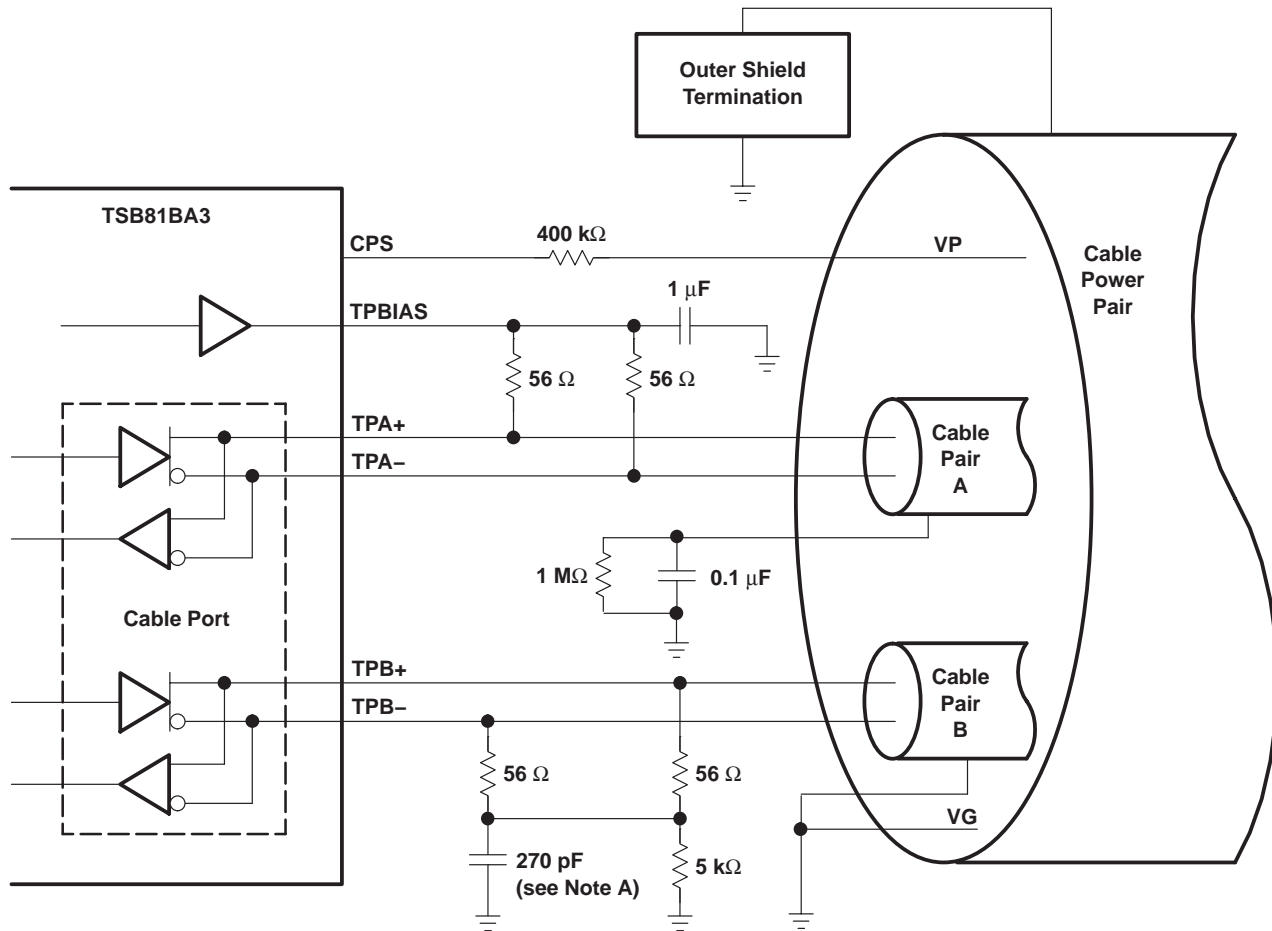 Outer Shield
Termination
TSB81BA3
CPS
400 kΩ
VP
Cable
Power
Pair
1 μF
TPBIAS
56 Ω
56 Ω
TPA+
Cable
Pair
A
TPA−
1 MΩ
0.1 μF
Cable Port
TPB+
Cable
Pair
B
TPB−
56 Ω
56 Ω
VG
270 pF
(see Note A)
5 kΩ